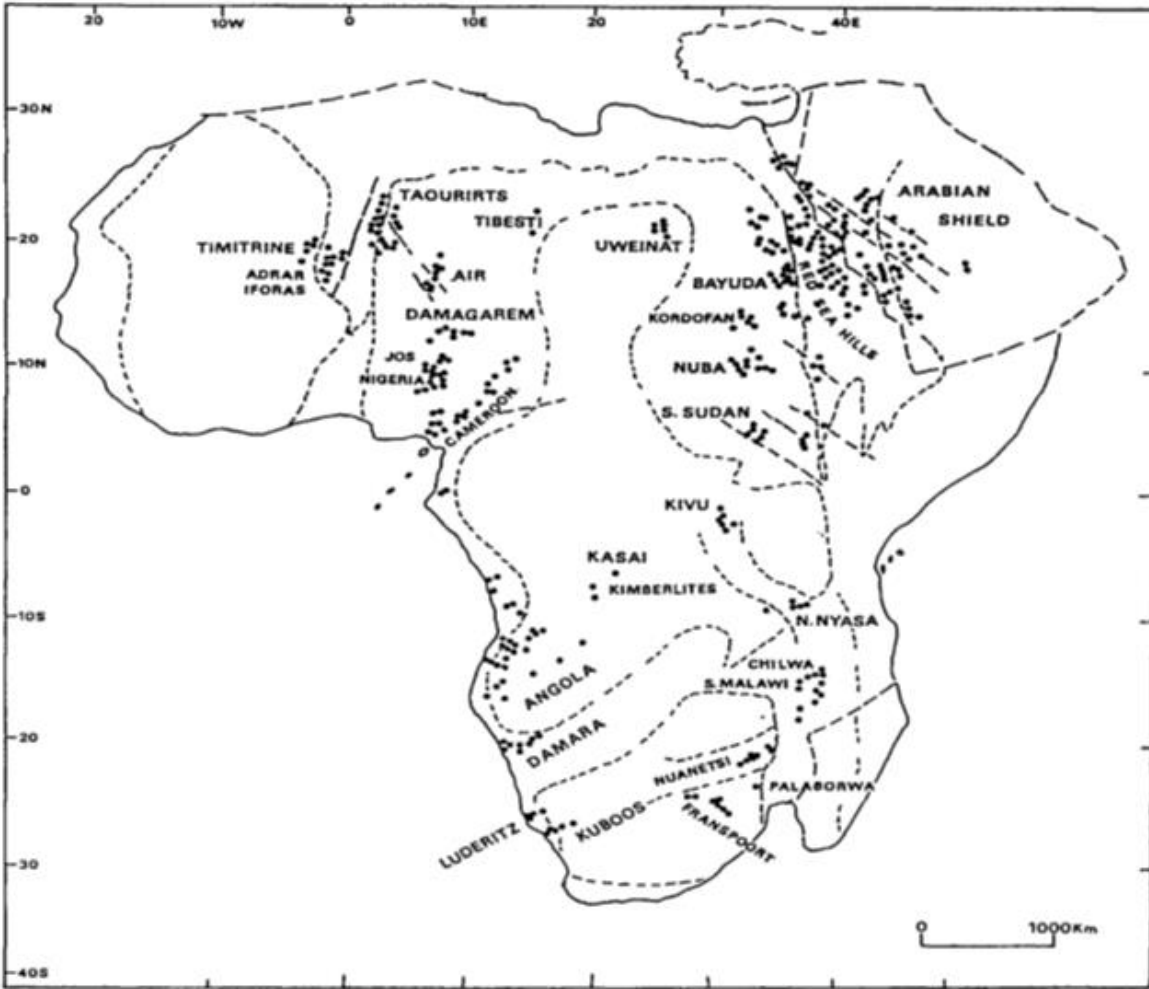 20 10W 0 10E 20 40E
30N
TAOURIRTS
ARABIAN
SHIELD
TIBESTI
20
TIMITRINE
UWEINAT
ADRAR
IFORAS
AIR
BAYUDA
RED SEA HILLS
DAMAGAREM
KORDOFAN
JOS
10N
NUBA
NIGERIA
CAMEROON
S. SUDAN
0
KIVU
KASAI
KIMBERLITES
10S
N.NYASA
CHILWA
S.MALAWI
ANGOLA
20
DAMARA
NUANETSI
PALABORWA
LUDERITZ
KUBOOS
FRANSPOORT
30
0 1000Km
40S